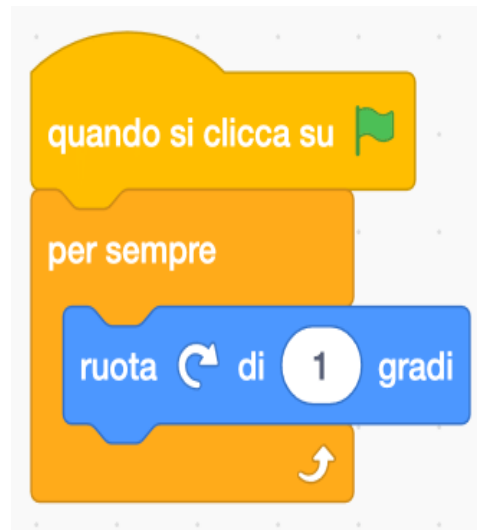 quando si clicca su
per sempre
ruota di 1 gradi